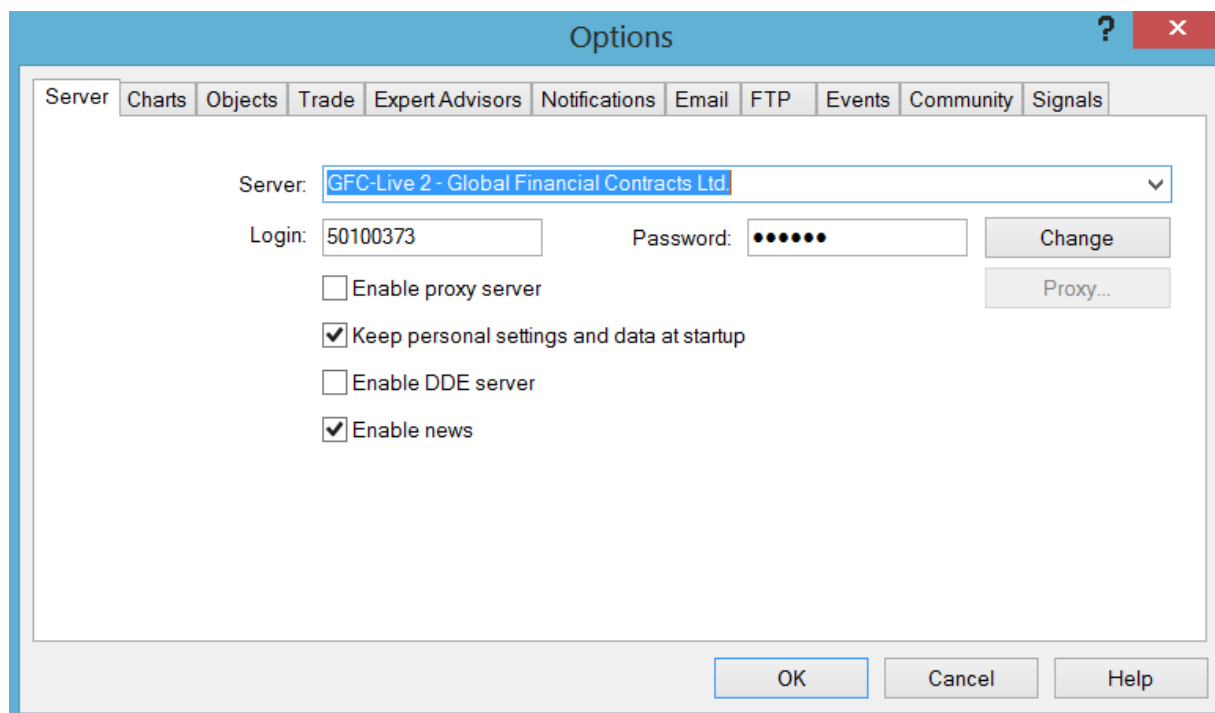 Options
?
Server Charts Objects Trade Expert Advisors Notifications Email FTP Events Community Signals
Server: GFC-Live 2 - Global Financial Contracts Ltd.
Login: 50100373 Password: ●●●●●● Change
Enable proxy server Proxy...
Keep personal settings and data at startup
Enable DDE server
Enable news
OK Cancel Help